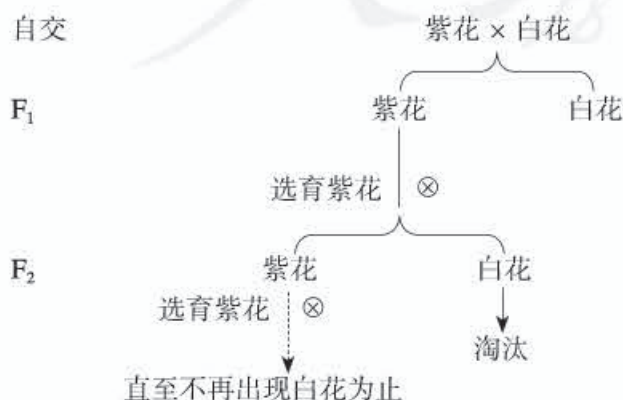 自交 紫花 × 白花
F₁ 紫花 白花
选育紫花 ⊗
F₂ 紫花 白花
选育紫花 ⊗
淘汰
直至不再出现白花为止